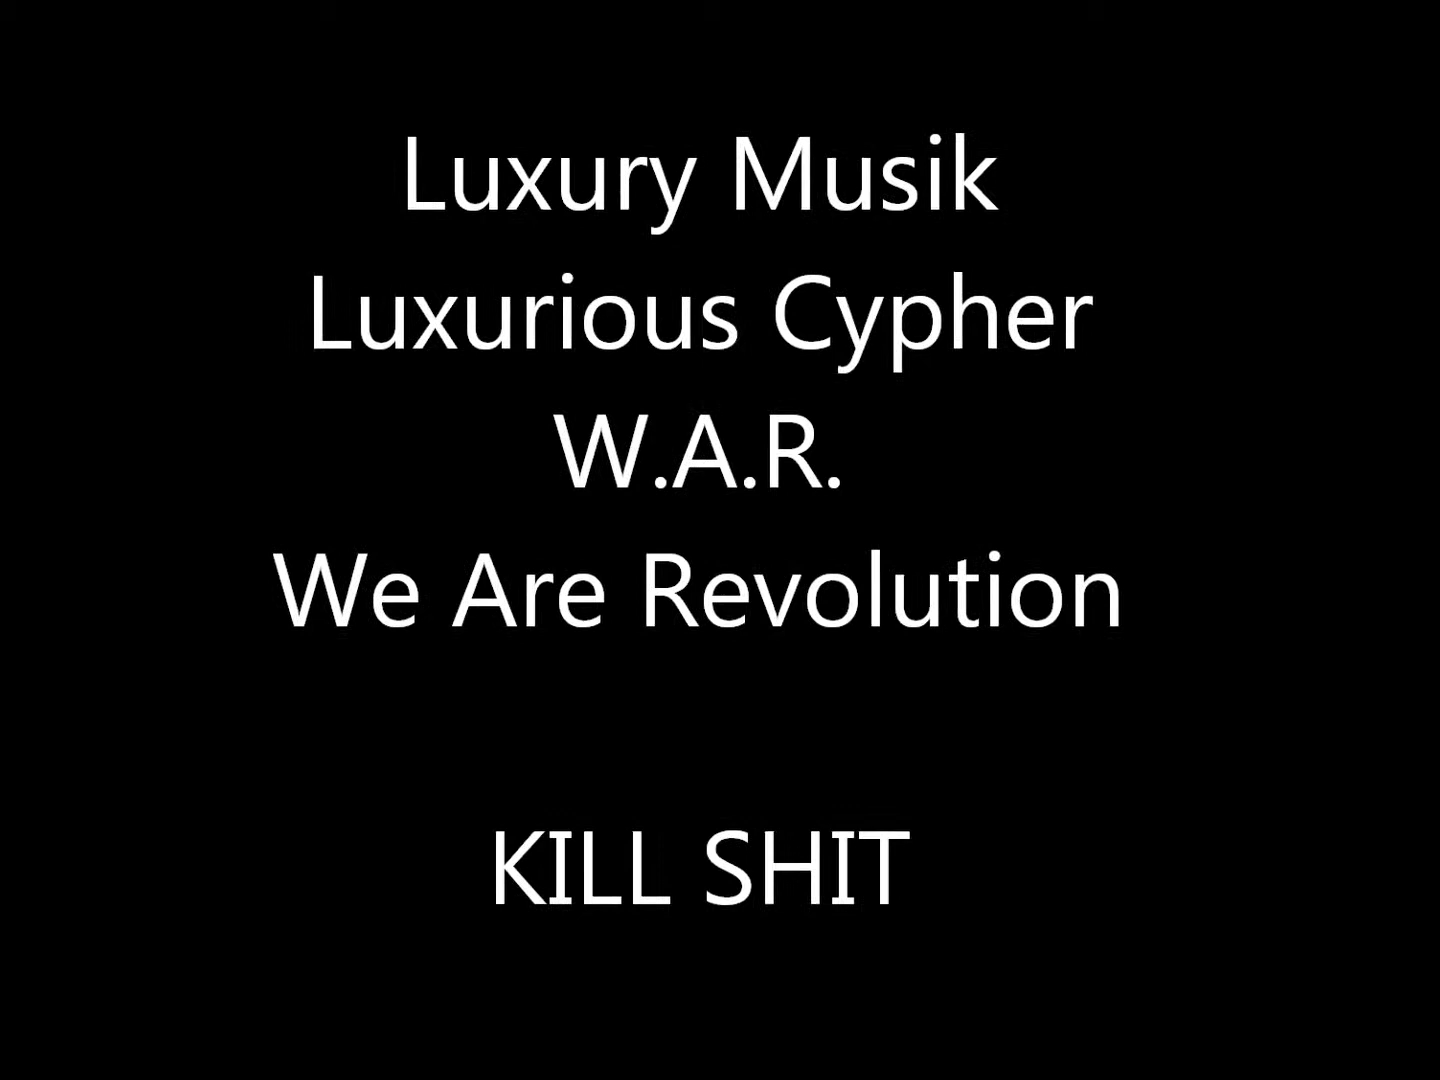 Luxury Musik
Luxurious Cypher
W.A.R.
We Are Revolution
KILL SHIT